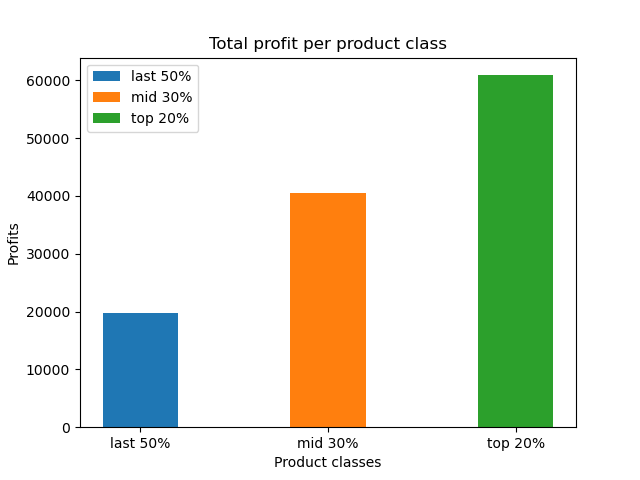 Total profit per product class
last 50%
mid 30%
top 20%
60000
50000
40000
30000
20000
10000
0
Profits
last 50% mid 30% top 20%
Product classes